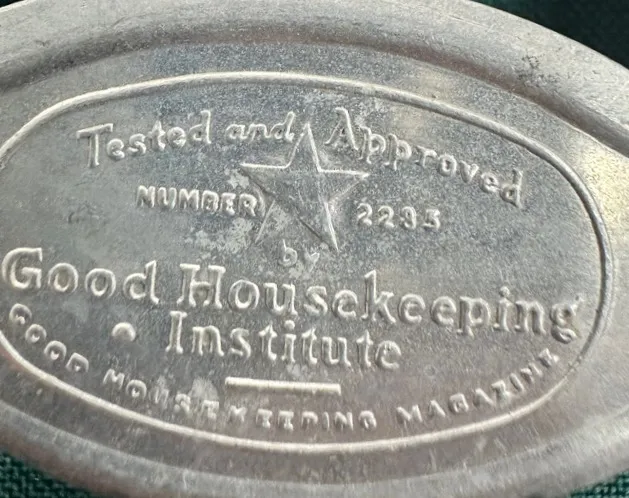 Tested and Approved
NUMBER 2235
by
Good Housekeeping
Institute
GOOD HOUSEKEEPING MAGAZINE